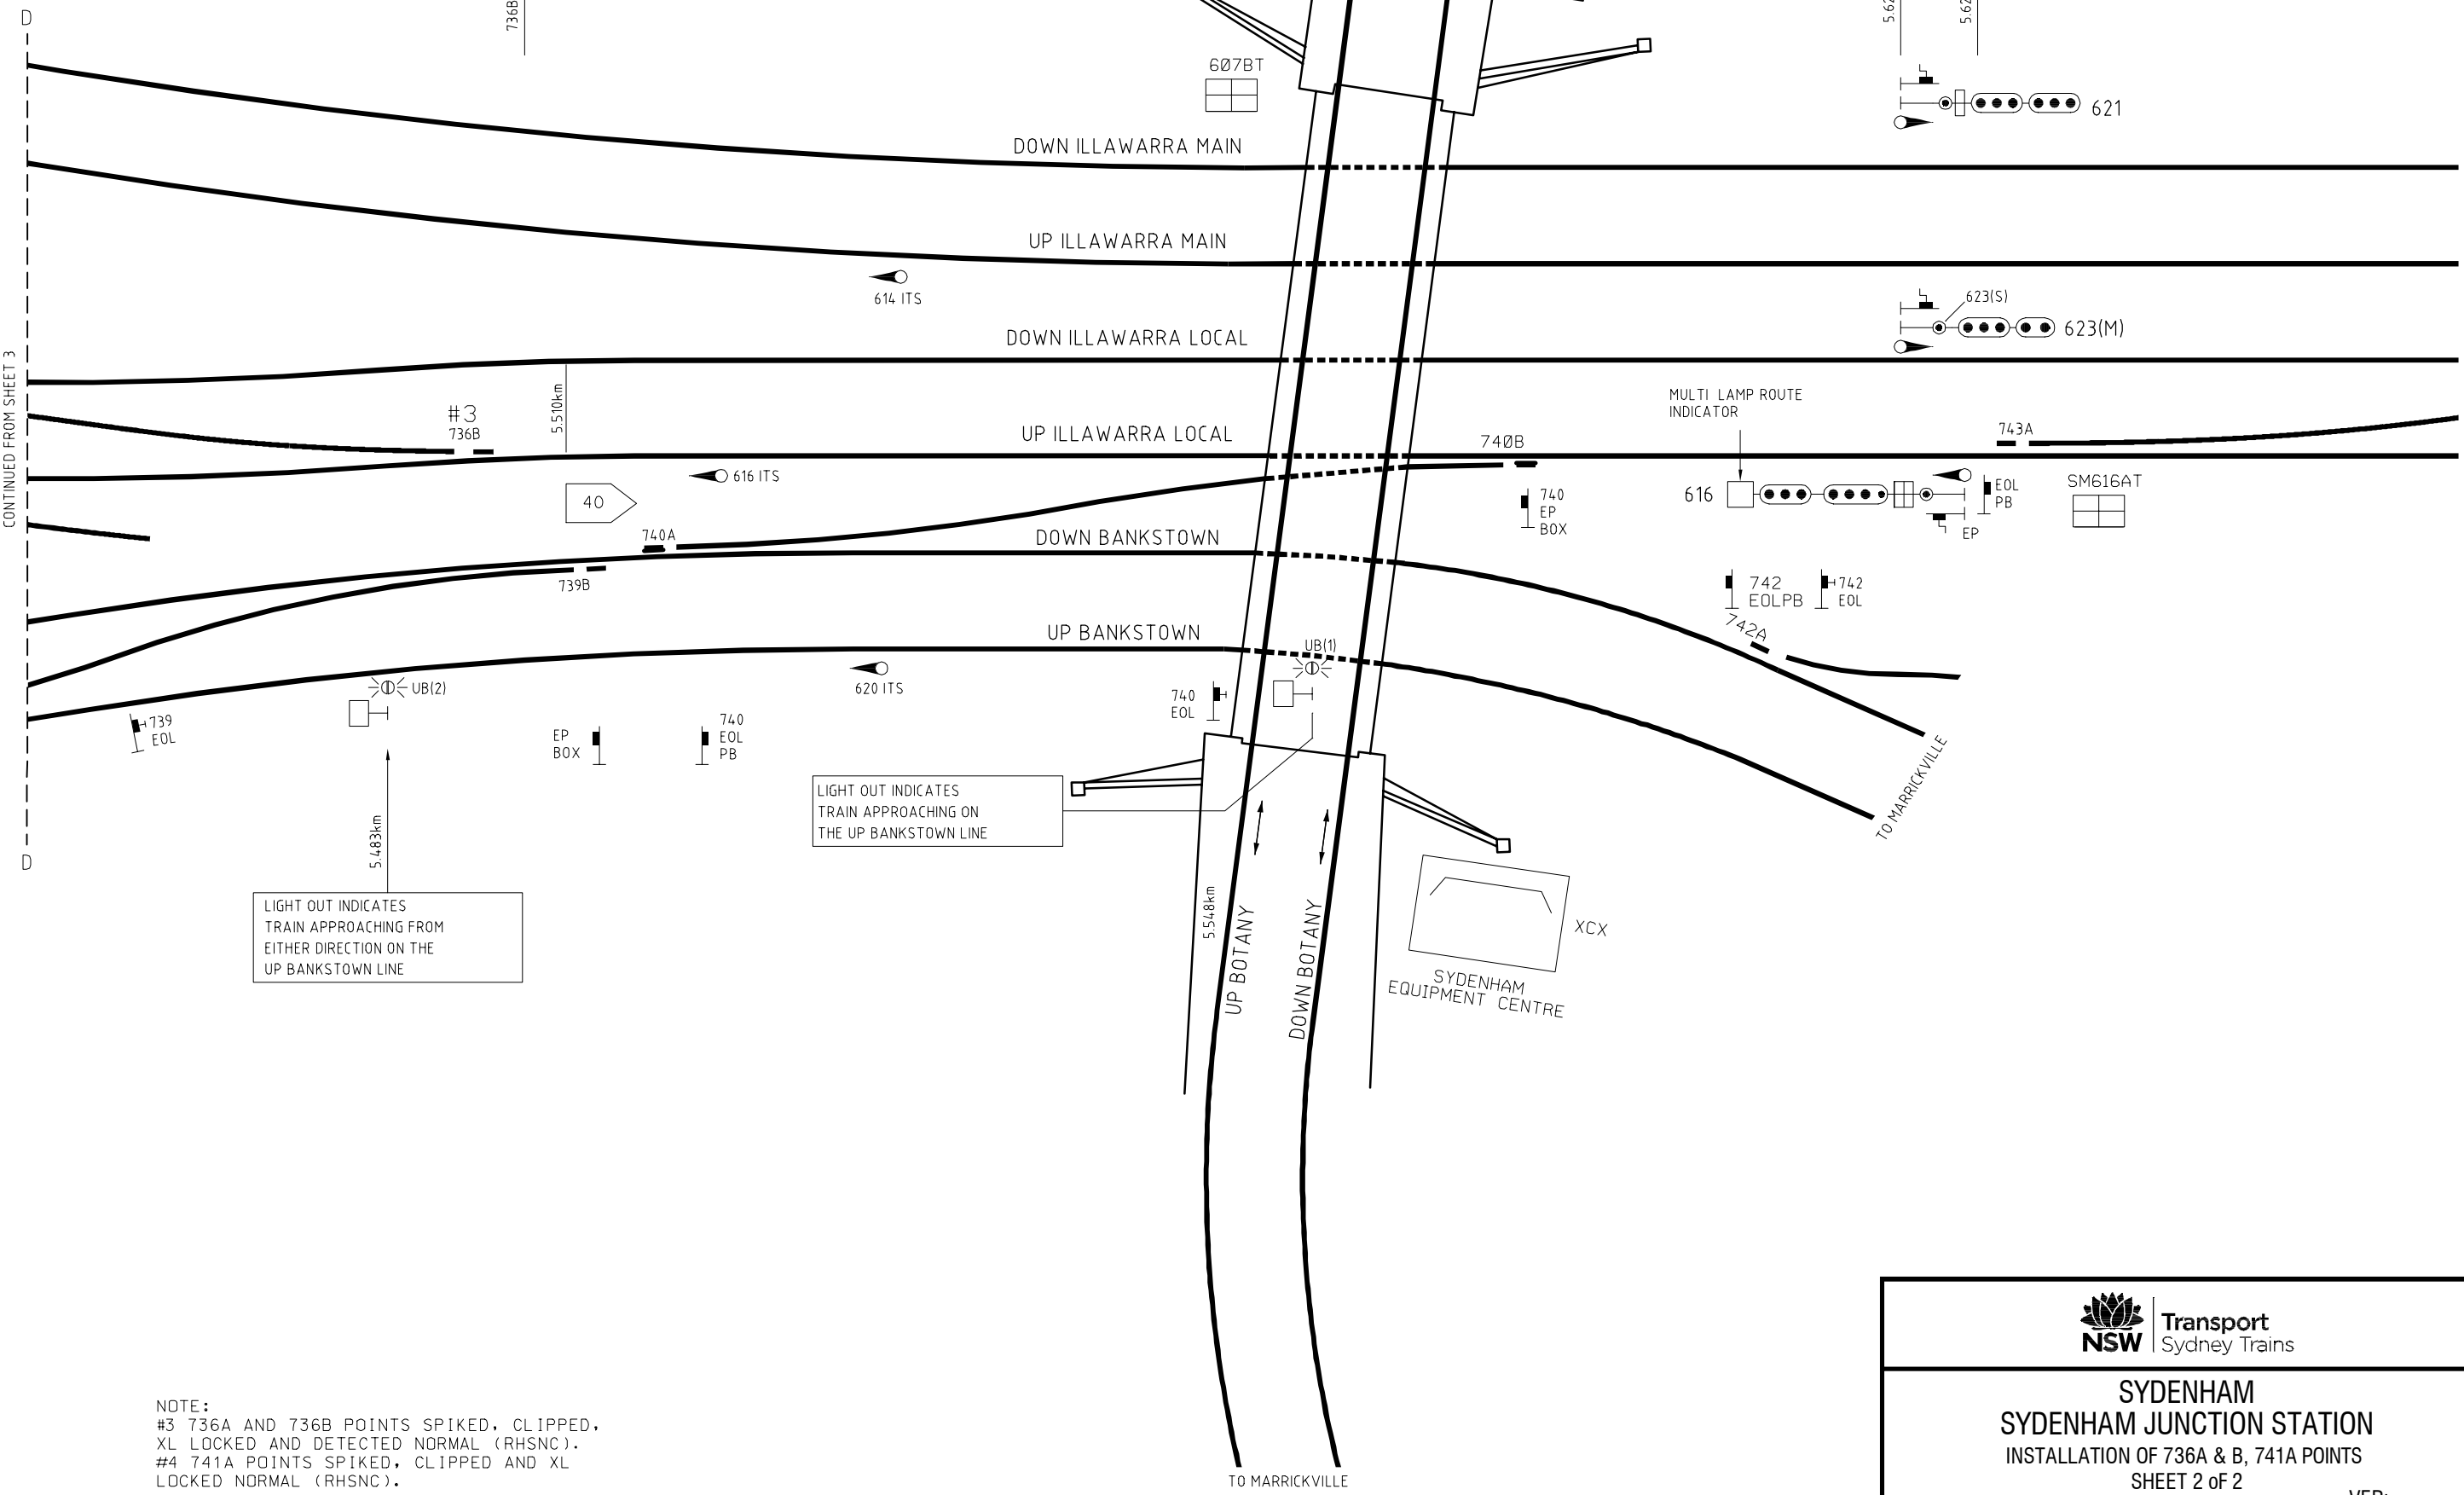 D
736B
607BT
621
DOWN ILLAWARRA MAIN
UP ILLAWARRA MAIN
614 ITS
623(S)
623(M)
DOWN ILLAWARRA LOCAL
CONTINUED FROM SHEET 3
MULTI LAMP ROUTE
INDICATOR
#3
736B
5.510km
UP ILLAWARRA LOCAL
740B
743A
616 ITS
40
740
EP
BOX
616
EOL
PB
EP
SM616AT
740A
DOWN BANKSTOWN
739B
742
EOLPB
742
EOL
742A
UP BANKSTOWN
UB(1)
620 ITS
UB(2)
740
EOL
739
EOL
EP
BOX
740
EOL
PB
TO MARRICKVILLE
LIGHT OUT INDICATES
TRAIN APPROACHING ON
THE UP BANKSTOWN LINE
5.483km
D
LIGHT OUT INDICATES
TRAIN APPROACHING FROM
EITHER DIRECTION ON THE
UP BANKSTOWN LINE
5.548km
UP BOTANY
DOWN BOTANY
XCX
SYDENHAM
EQUIPMENT CENTRE
TO MARRICKVILLE
NOTE:
#3 736A AND 736B POINTS SPIKED, CLIPPED,
XL LOCKED AND DETECTED NORMAL (RHSNC).
#4 741A POINTS SPIKED, CLIPPED AND XL
LOCKED NORMAL (RHSNC).
NSW
Transport
Sydney Trains
SYDENHAM
SYDENHAM JUNCTION STATION
INSTALLATION OF 736A & B, 741A POINTS
SHEET 2 oF 2